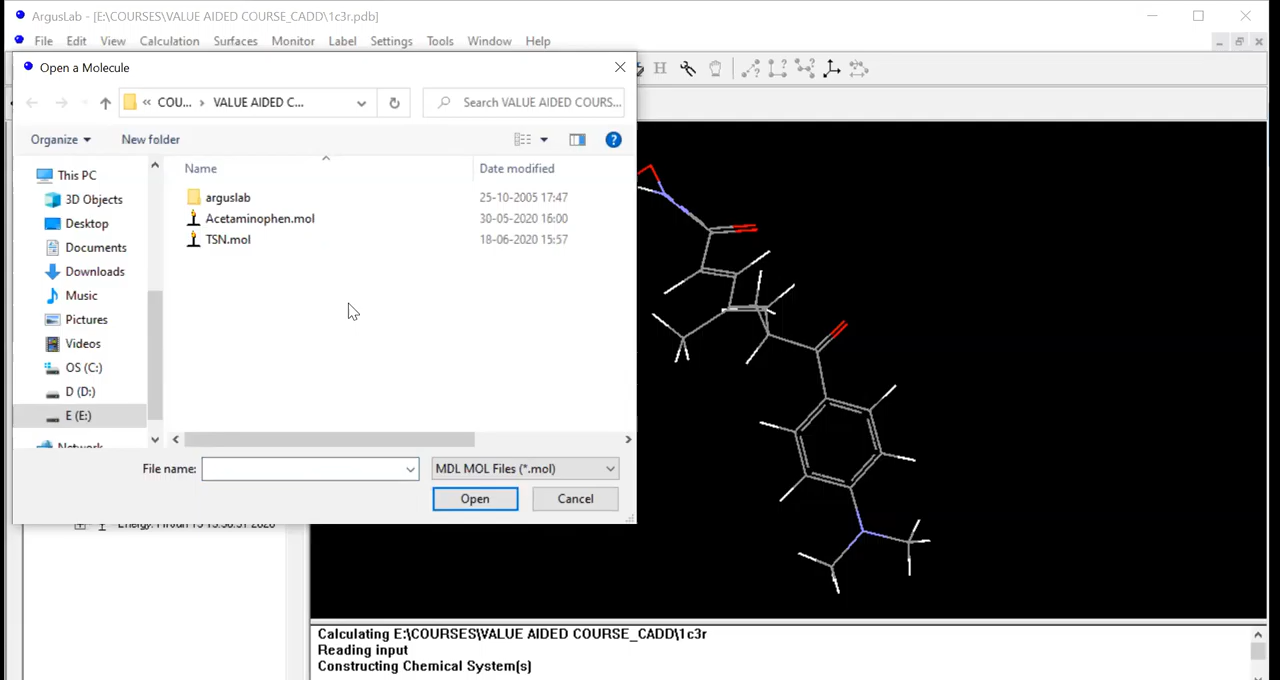 ArgusLab - [E:\COURSES\VALUE AIDED COURSE_CADD\1c3r.pdb]
File Edit View Calculation Surfaces Monitor Label Settings Tools Window Help
Open a Molecule
H
« COU... › VALUE AIDED C...
Search VALUE AIDED COURS...
Organize New folder
Name Date modified
This PC
3D Objects
Desktop
Documents
Downloads
Music
Pictures
Videos
OS (C:)
D (D:)
E (E:)
Network
arguslab 25-10-2005 17:47
Acetaminophen.mol 30-05-2020 16:00
TSN.mol 18-06-2020 15:57
File name: MDL MOL Files (*.mol)
Open Cancel
Calculating E:\COURSES\VALUE AIDED COURSE_CADD\1c3r
Reading input
Constructing Chemical System(s)